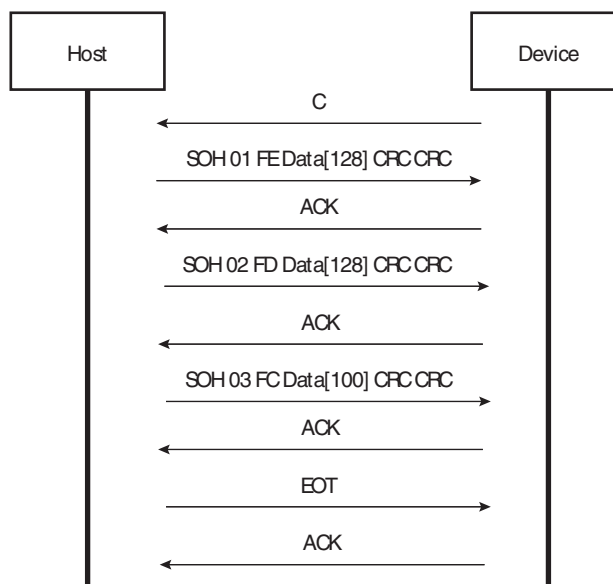 Host
Device
C
SOH 01 FE Data[128] CRC CRC
ACK
SOH 02 FD Data[128] CRC CRC
ACK
SOH 03 FC Data[100] CRC CRC
ACK
EOT
ACK